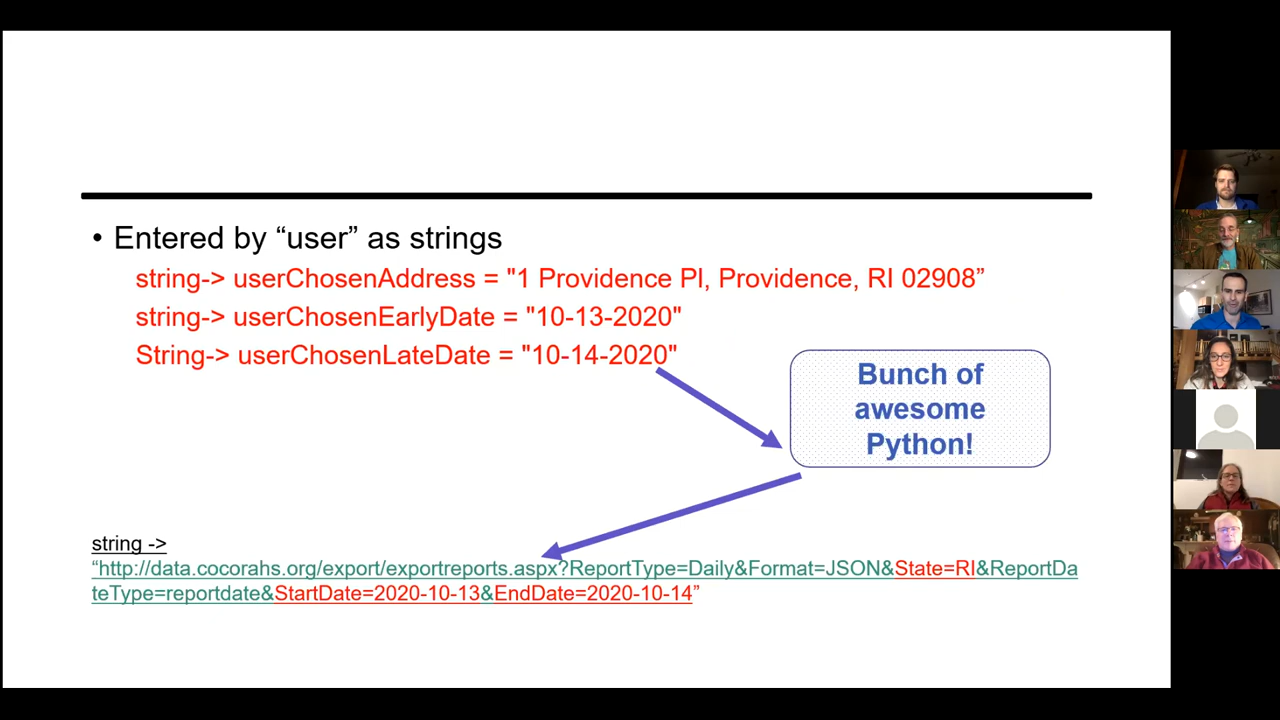 • Entered by “user” as strings
string-> userChosenAddress = "1 Providence Pl, Providence, RI 02908”
string-> userChosenEarlyDate = "10-13-2020"
String-> userChosenLateDate = "10-14-2020"
Bunch of
awesome
Python!
string ->
“http://data.cocorahs.org/export/exportreports.aspx?ReportType=Daily&Format=JSON&State=RI&ReportDa
teType=reportdate&StartDate=2020-10-13&EndDate=2020-10-14”